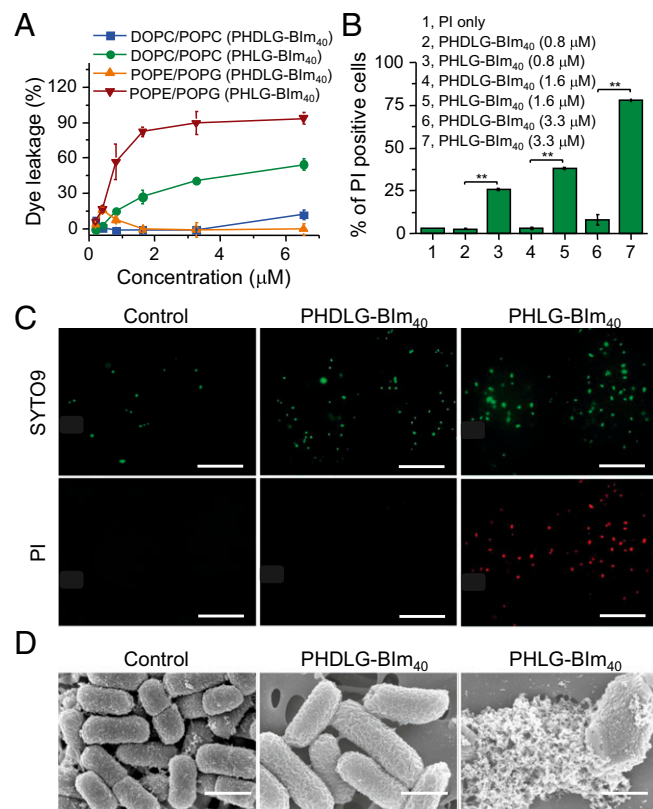 A
DOPC/POPC (PHDLG-BIm40)
DOPC/POPC (PHLG-BIm40)
POPE/POPG (PHDLG-BIm40)
POPE/POPG (PHLG-BIm40)
Dye leakage (%)
120
90
60
30
0
0 2 4 6
Concentration (μM)
B
1, PI only
2, PHDLG-BIm40 (0.8 μM)
3, PHLG-BIm40 (0.8 μM)
4, PHDLG-BIm40 (1.6 μM)
5, PHLG-BIm40 (1.6 μM)
6, PHDLG-BIm40 (3.3 μM)
7, PHLG-BIm40 (3.3 μM)
% of PI positive cells
100
75
50
25
0
**
**
**
1 2 3 4 5 6 7
C
Control PHDLG-BIm40 PHLG-BIm40
SYTO9
PI
D
Control PHDLG-BIm40 PHLG-BIm40